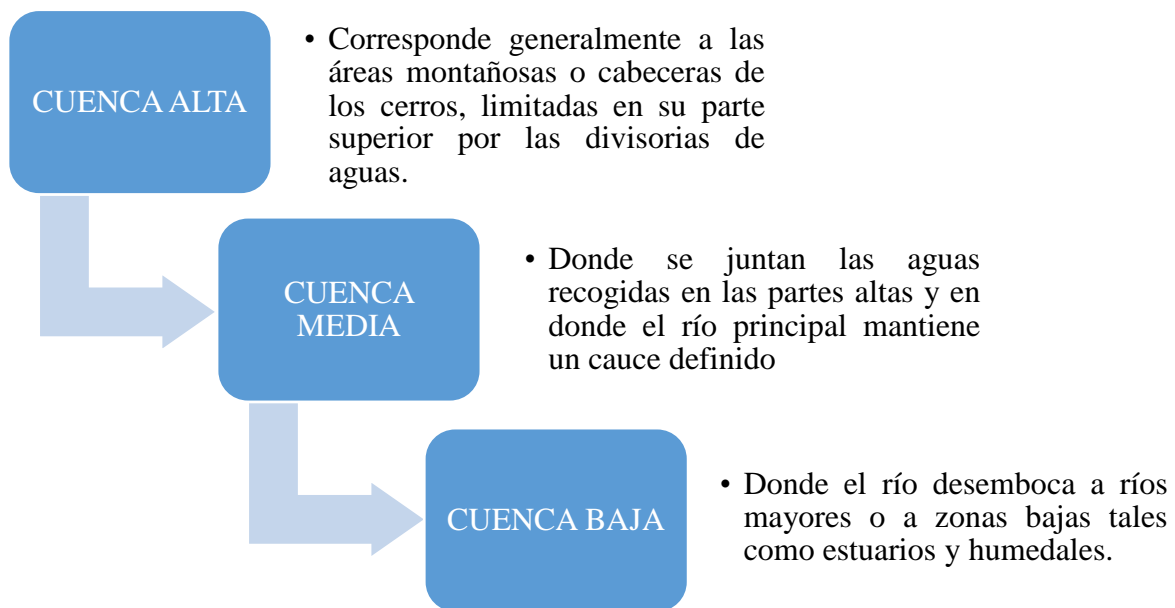 CUENCA ALTA
• Corresponde generalmente a las
áreas montañosas o cabeceras de
los cerros, limitadas en su parte
superior por las divisorias de
aguas.
CUENCA
MEDIA
• Donde se juntan las aguas
recogidas en las partes altas y en
donde el río principal mantiene
un cauce definido
CUENCA BAJA
• Donde el río desemboca a ríos
mayores o a zonas bajas tales
como estuarios y humedales.